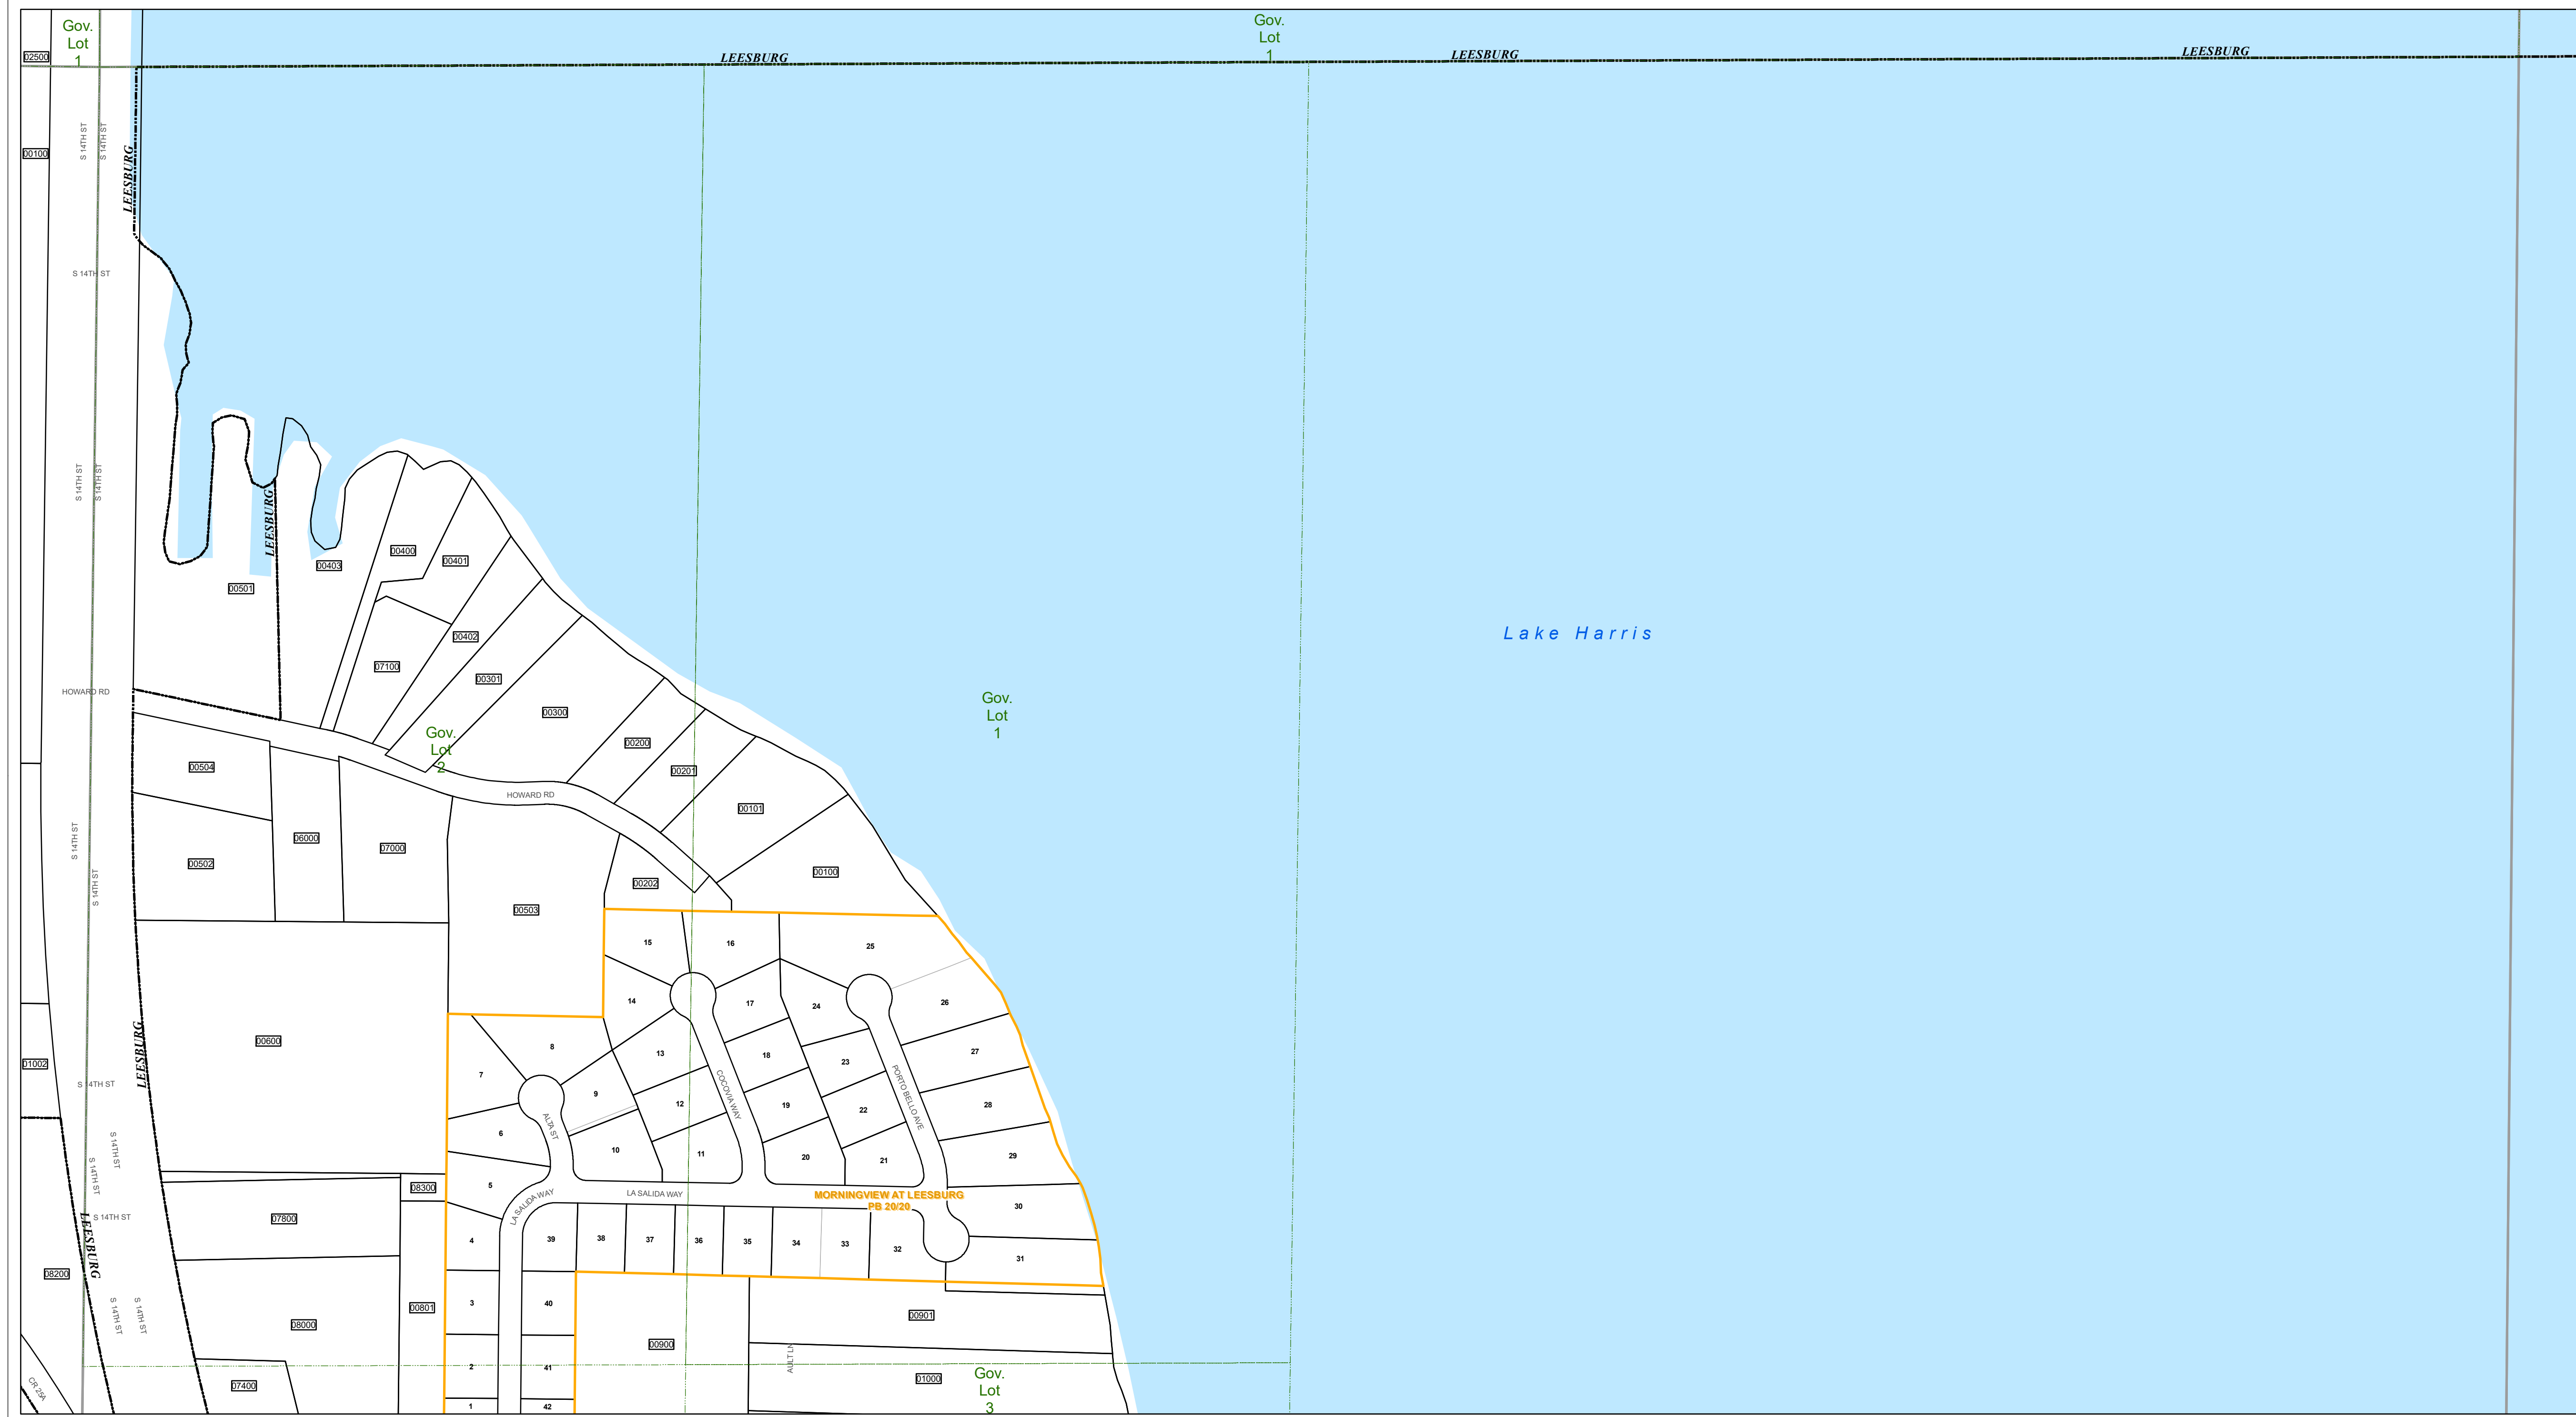 Gov.
Lot
1
Gov.
Lot
1
02500
LEESBURG
LEESBURG
LEESBURG
S 14TH ST
S 14TH ST
00100
LEESBURG
S 14TH ST
S 14TH ST
S 14TH ST
LEESBURG
00400
00401
00403
00501
Lake Harris
00402
07100
00301
HOWARD RD
00300
Gov.
Lot
1
Gov.
Lot
2
00200
00504
00201
HOWARD RD
00101
S 14TH ST
06000
07000
00502
00202
00100
S 14TH ST
00503
15
16
25
14
17
24
26
00600
8
13
18
27
LEESBURG
01002
7
23
S 14TH ST
9
COCOVIA WAY
PORTO BELLO AVE
12
19
22
28
ALTA ST
6
S 14TH ST
10
11
20
21
29
S 14TH ST
5
08300
LA SALIDA WAY
LA SALIDA WAY
MORNINGVIEW AT LEESBURG
PB 20/20
30
07800
S 14TH ST
LEESBURG
4
39
38
37
36
35
34
33
32
31
08200
3
40
00801
S 14TH ST
S 14TH ST
08000
00901
00900
2
41
AULT LN
Gov.
Lot
3
01000
07400
CR 25A
1
42